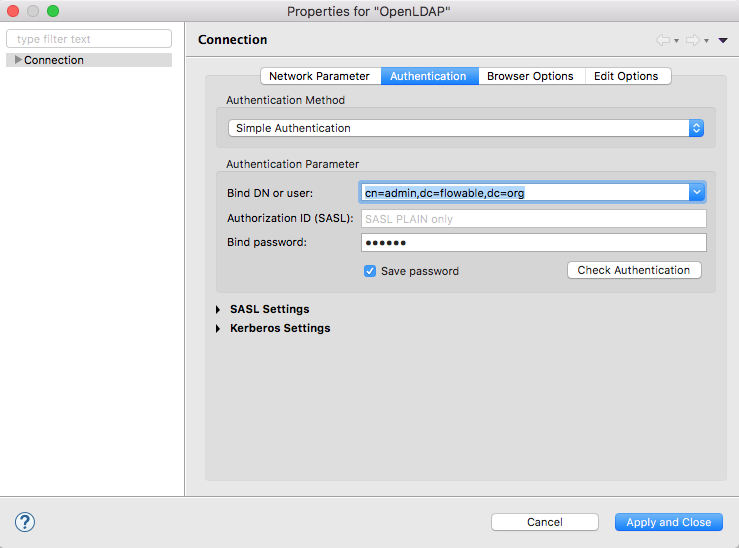 Properties for "OpenLDAP"
type filter text
Connection
Connection
Network Parameter Authentication Browser Options Edit Options
Authentication Method
Simple Authentication
Authentication Parameter
Bind DN or user: cn=admin,dc=flowable,dc=org
Authorization ID (SASL): SASL PLAIN only
Bind password: ••••••
Save password Check Authentication
SASL Settings
Kerberos Settings
? Cancel Apply and Close